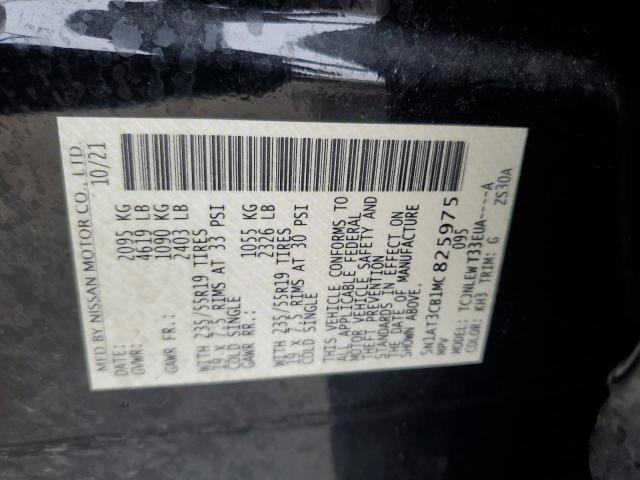 MFD BY NISSAN MOTOR CO., LTD.
DATE: 10/21
GVWR: 2095 KG
4619 LB
GAWR FR.: 1090 KG
2403 LB
WITH 235/55R19 TIRES
19 X 7.5 RIMS AT 33 PSI
COLD SINGLE
GAWR RR.: 1055 KG
2326 LB
WITH 235/55R19 TIRES
19 X 7.5 RIMS AT 30 PSI
COLD SINGLE
THIS VEHICLE CONFORMS TO
ALL APPLICABLE FEDERAL
MOTOR VEHICLE SAFETY AND
THEFT PREVENTION
STANDARDS IN EFFECT ON
THE DATE OF MANUFACTURE
SHOWN ABOVE.
5N1AT3CB1MC825975
MPV 095
TYPE: TCJNLEWT33EUA----A
COLOR: KH3 TRIM: G ZS30A